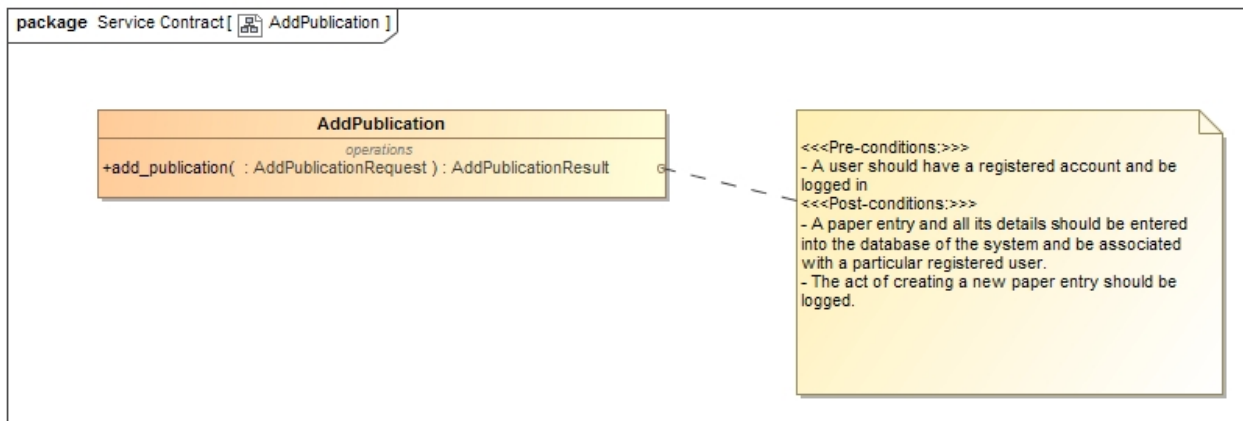 package Service Contract[ AddPublication ]
AddPublication
operations
+add_publication( : AddPublicationRequest ) : AddPublicationResult
<<<Pre-conditions:>>>
- A user should have a registered account and be
logged in
<<<Post-conditions:>>>
- A paper entry and all its details should be entered
into the database of the system and be associated
with a particular registered user.
- The act of creating a new paper entry should be
logged.